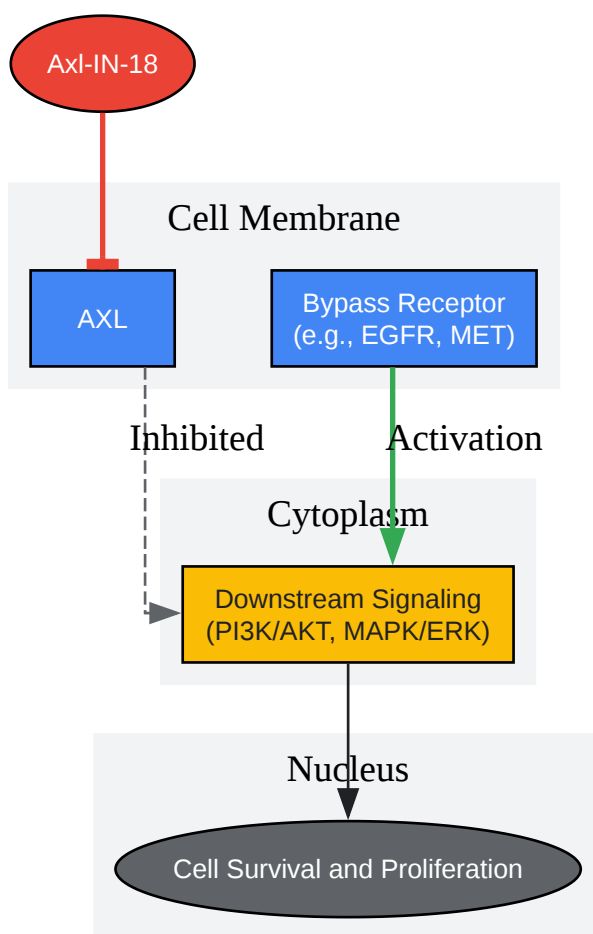 Axl-IN-18
Cell Membrane
AXL
Bypass Receptor
(e.g., EGFR, MET)
Inhibited
Activation
Cytoplasm
Downstream Signaling
(PI3K/AKT, MAPK/ERK)
Nucleus
Cell Survival and Proliferation